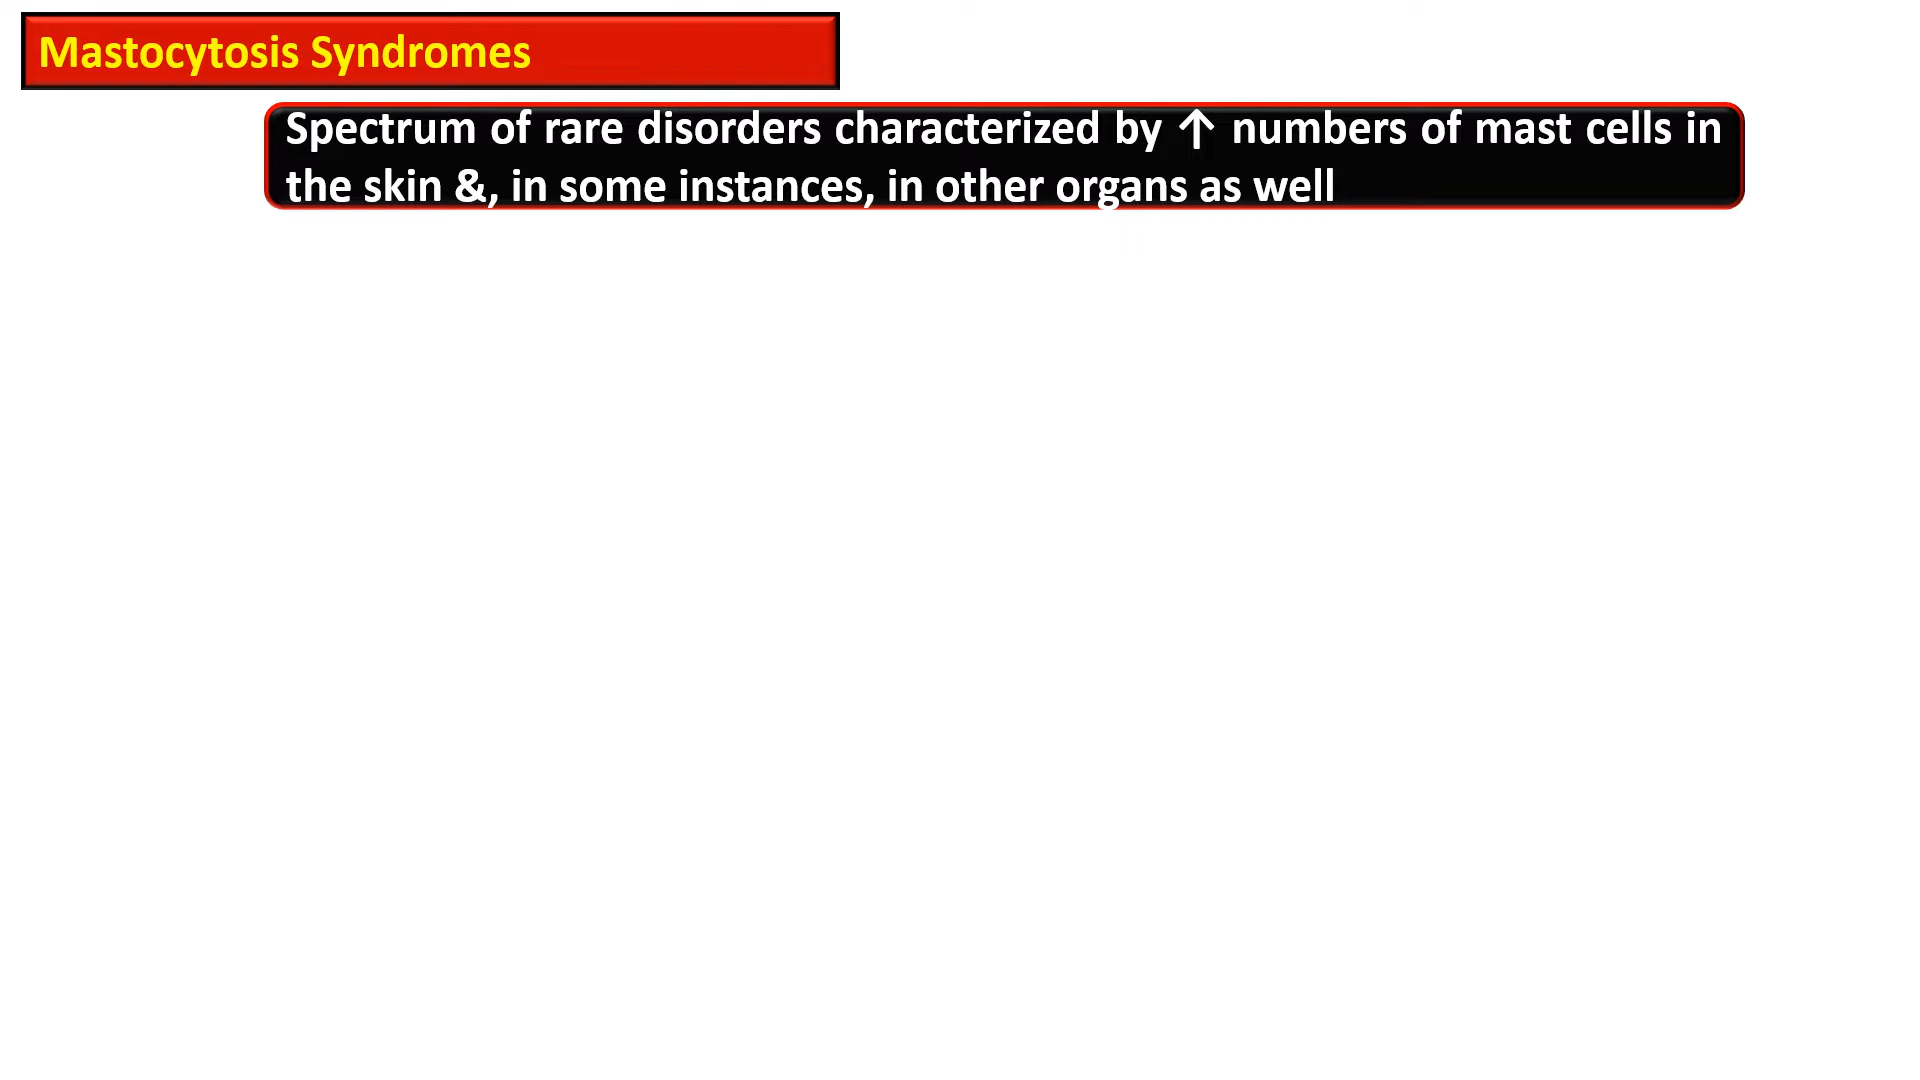 Mastocytosis Syndromes
Spectrum of rare disorders characterized by ↑ numbers of mast cells in
the skin &, in some instances, in other organs as well